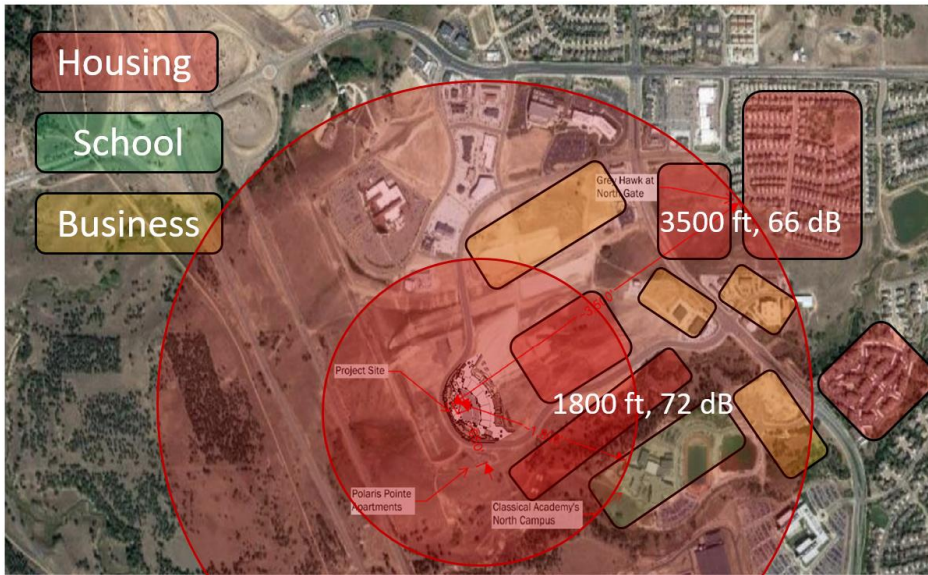 Housing
School
Business
Grey Hawk at
North Gate
3500 ft, 66 dB
Project Site
1800 ft, 72 dB
Polaris Pointe
Apartments
Classical Academy's
North Campus